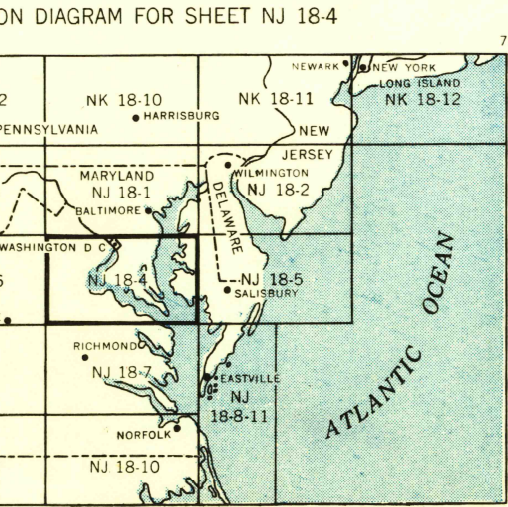 ON DIAGRAM FOR SHEET NJ 18-4
7
NEWARK
NEW YORK
LONG ISLAND
2
NK 18-10
NK 18-11
NK 18-12
HARRISBURG
PENNSYLVANIA
NEW
JERSEY
MARYLAND
WILMINGTON
NJ 18-1
NJ 18-2
DELAWARE
BALTIMORE
WASHINGTON D C
6
NJ 18-4
NJ 18-5
SALISBURY
ATLANTIC OCEAN
RICHMOND
NJ 18-7
EASTVILLE
NJ
18-8-11
NORFOLK
NJ 18-10